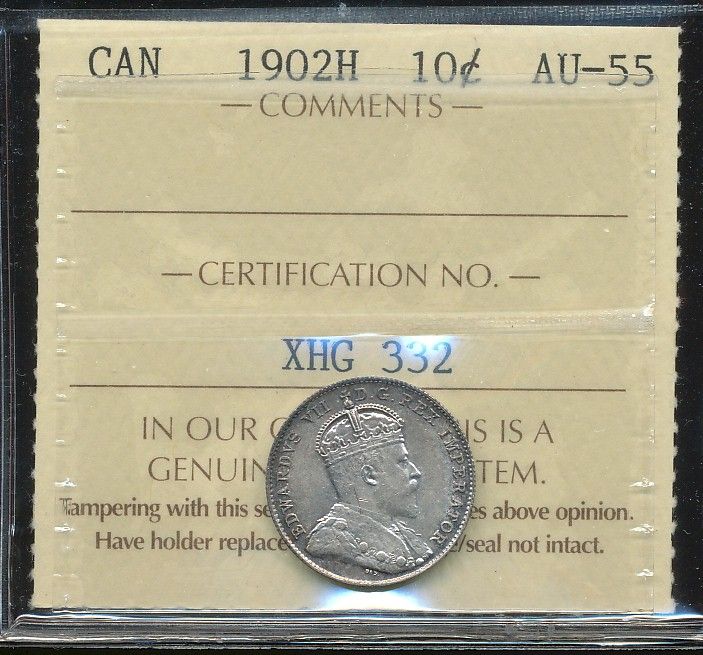 CAN 1902H 10¢ AU-55
— COMMENTS —
— CERTIFICATION NO. —
XHG 332
IN OUR IS A
TEM.
Tampering with this above opinion.
Have holder /seal not intact.
EDWARDVS VII D. G. REX IMPERATOR